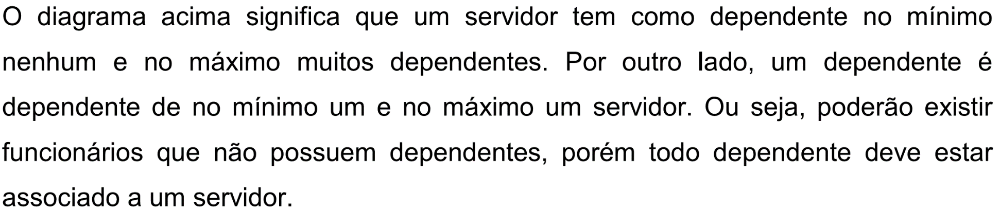 O diagrama acima significa que um servidor tem como dependente no mínimo
nenhum e no máximo muitos dependentes. Por outro lado, um dependente é
dependente de no mínimo um e no máximo um servidor. Ou seja, poderão existir
funcionários que não possuem dependentes, porém todo dependente deve estar
associado a um servidor.